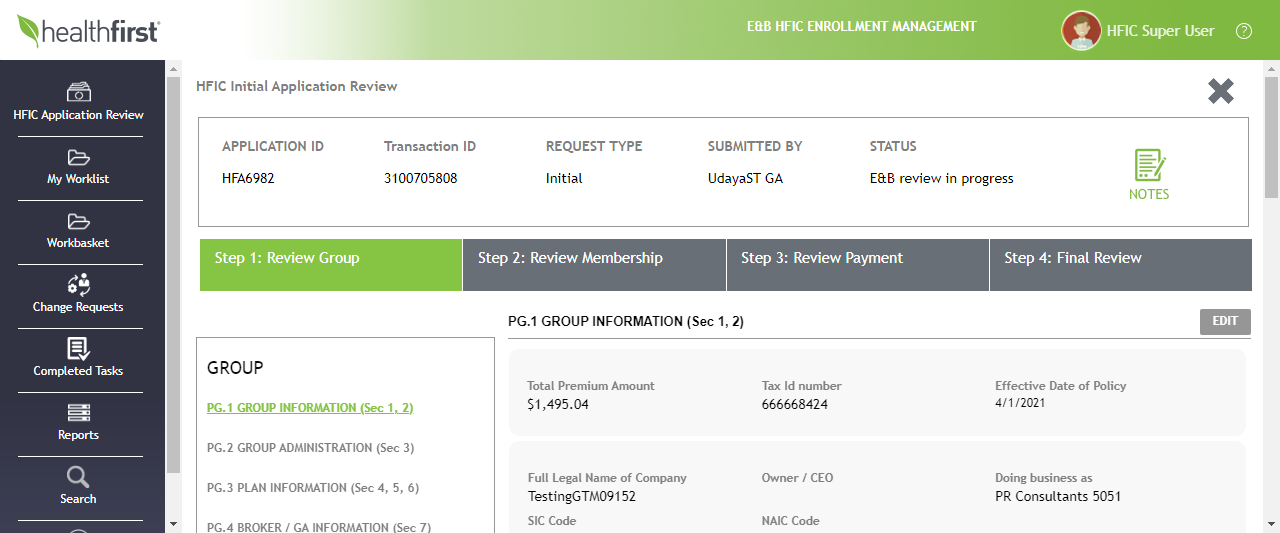 healthfirst
E&B HFIC ENROLLMENT MANAGEMENT
HFIC Super User
?
HFIC Application Review
My Worklist
Workbasket
Change Requests
Completed Tasks
Reports
Search
HFIC Initial Application Review
APPLICATION ID Transaction ID REQUEST TYPE SUBMITTED BY STATUS
HFA6982 3100705808 Initial UdayaST GA E&B review in progress
NOTES
Step 1: Review Group Step 2: Review Membership Step 3: Review Payment Step 4: Final Review
GROUP
PG.1 GROUP INFORMATION (Sec 1, 2)
PG.2 GROUP ADMINISTRATION (Sec 3)
PG.3 PLAN INFORMATION (Sec 4, 5, 6)
PG.4 BROKER / GA INFORMATION (Sec 7)
PG.1 GROUP INFORMATION (Sec 1, 2) EDIT
Total Premium Amount Tax Id number Effective Date of Policy
$1,495.04 666668424 4/1/2021
Full Legal Name of Company Owner / CEO Doing business as
TestingGTM09152 PR Consultants 5051
SIC Code NAIC Code